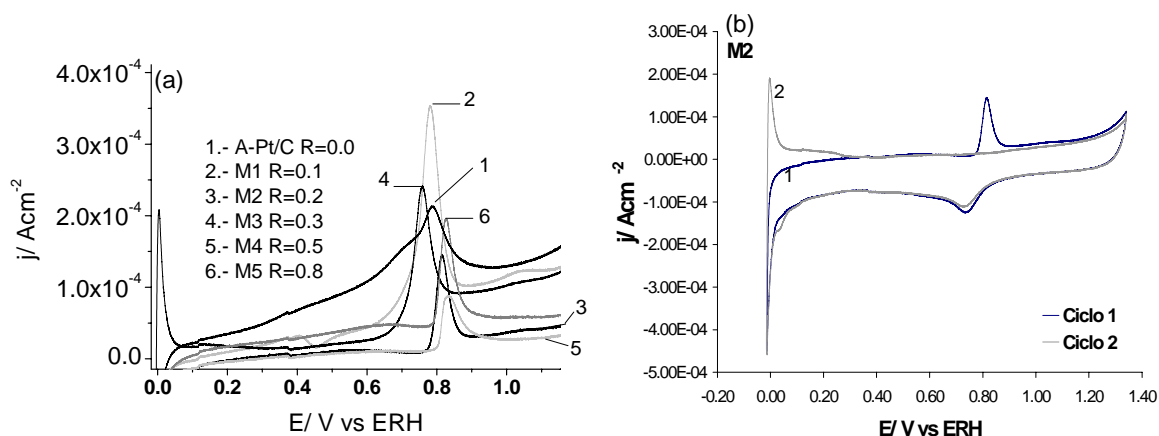 (a)
4.0x10⁻⁴
3.0x10⁻⁴
2.0x10⁻⁴
1.0x10⁻⁴
0.0
j/ Acm⁻²
1.- A-Pt/C R=0.0
2.- M1 R=0.1
3.- M2 R=0.2
4.- M3 R=0.3
5.- M4 R=0.5
6.- M5 R=0.8
2
1
4
6
3
5
0.0 0.2 0.4 0.6 0.8 1.0
E/ V vs ERH
(b)
M2
3.00E-04
2.00E-04
1.00E-04
0.00E+00
-1.00E-04
-2.00E-04
-3.00E-04
-4.00E-04
-5.00E-04
j/ Acm⁻²
2
1
Ciclo 1
Ciclo 2
-0.20 0.00 0.20 0.40 0.60 0.80 1.00 1.20 1.40
E/ V vs ERH